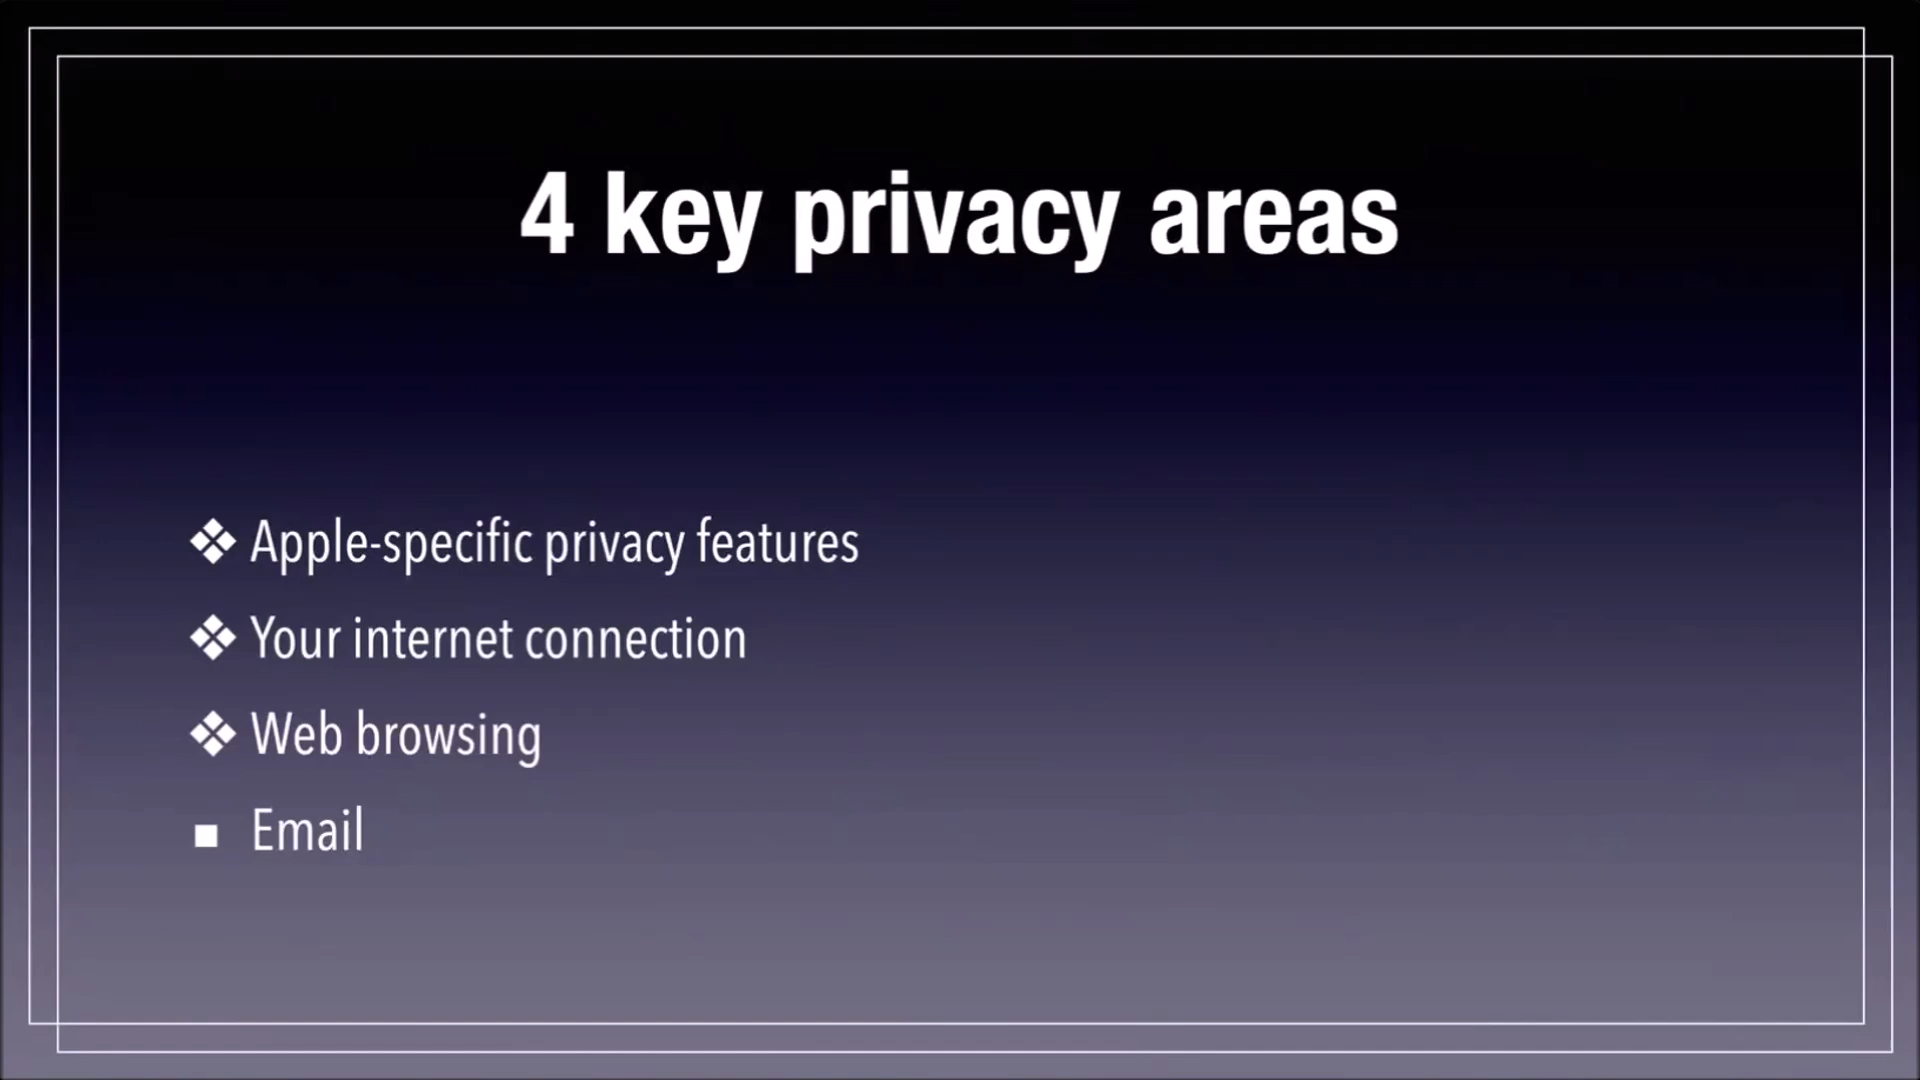 4 key privacy areas
❖ Apple-specific privacy features
❖ Your internet connection
❖ Web browsing
▪ Email